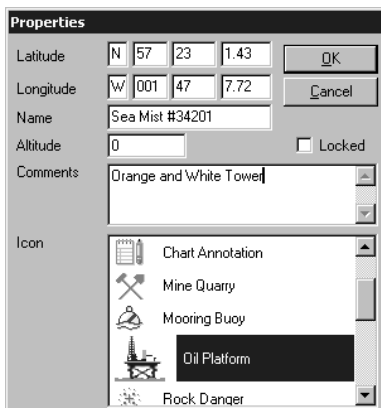 Properties
Latitude N 57 23 1.43 OK
Longitude W 001 47 7.72 Cancel
Name Sea Mist #34201
Altitude 0 Locked
Comments Orange and White Tower
Icon Chart Annotation
Mine Quarry
Mooring Buoy
Oil Platform
Rock Danger